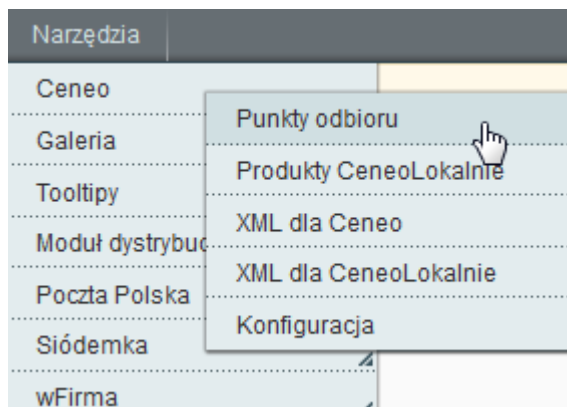 Narzędzia
Ceneo
Galeria
Tooltipy
Moduł dystrybuc
Poczta Polska
Siódemka
wFirma
Punkty odbioru
Produkty CeneoLokalnie
XML dla Ceneo
XML dla CeneoLokalnie
Konfiguracja